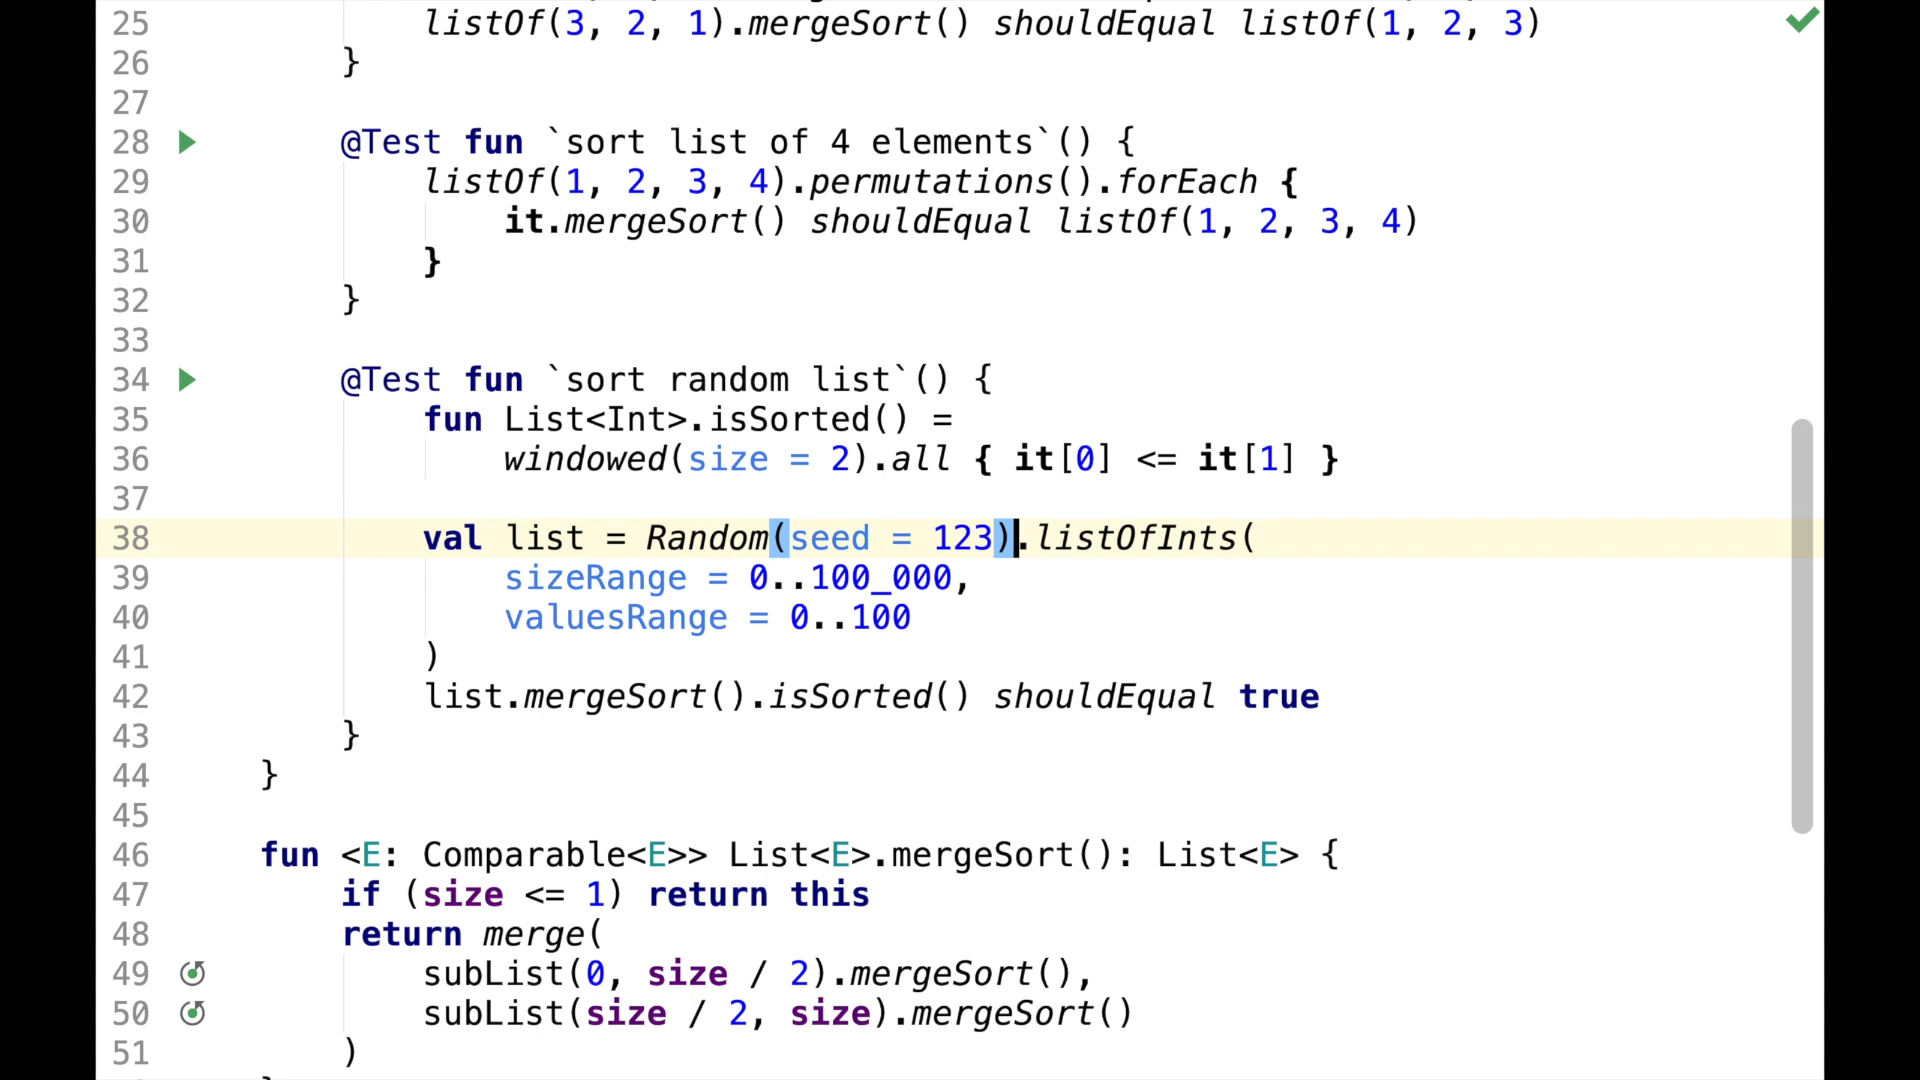 25 listOf(3, 2, 1).mergeSort() shouldEqual listOf(1, 2, 3)
26 }
27
28 @Test fun `sort list of 4 elements`() {
29 listOf(1, 2, 3, 4).permutations().forEach {
30 it.mergeSort() shouldEqual listOf(1, 2, 3, 4)
31 }
32 }
33
34 @Test fun `sort random list`() {
35 fun List<Int>.isSorted() =
36 windowed(size = 2).all { it[0] <= it[1] }
37
38 val list = Random(seed = 123).listOfInts(
39 sizeRange = 0..100_000,
40 valuesRange = 0..100
41 )
42 list.mergeSort().isSorted() shouldEqual true
43 }
44 }
45
46 fun <E: Comparable<E>> List<E>.mergeSort(): List<E> {
47 if (size <= 1) return this
48 return merge(
49 subList(0, size / 2).mergeSort(),
50 subList(size / 2, size).mergeSort()
51 )